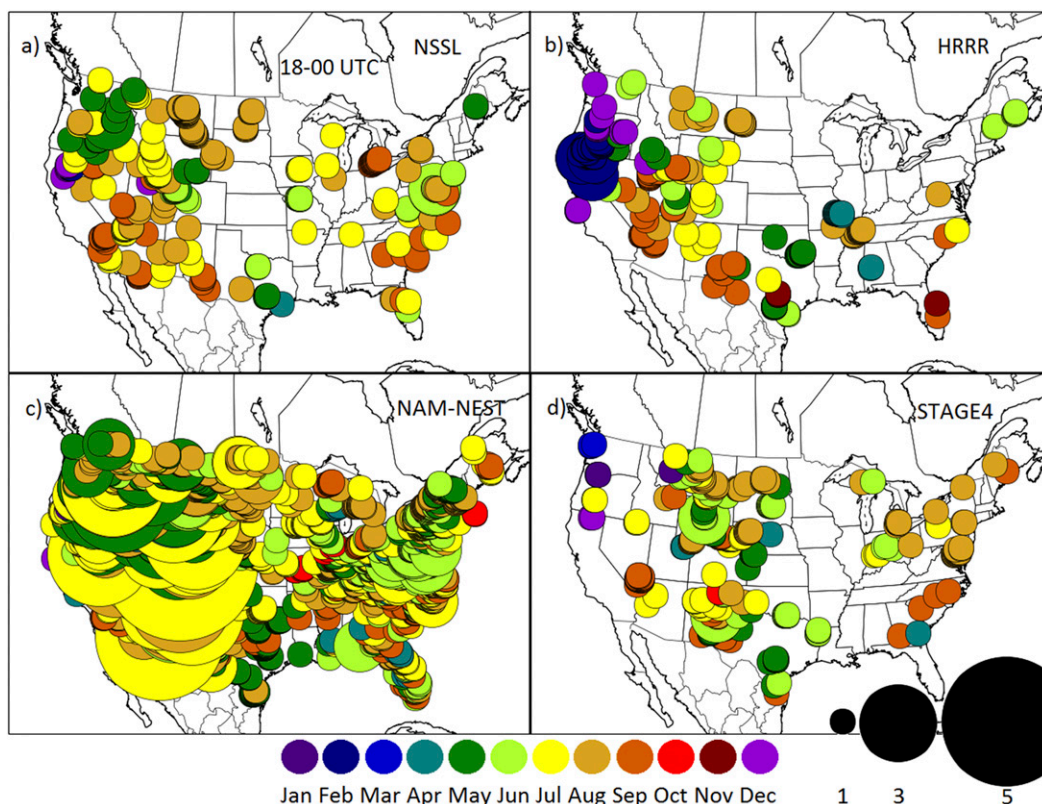 a) NSSL
18-00 UTC
b) HRRR
c) NAM-NEST
d) STAGE4
Jan Feb Mar Apr May Jun Jul Aug Sep Oct Nov Dec
1 3 5